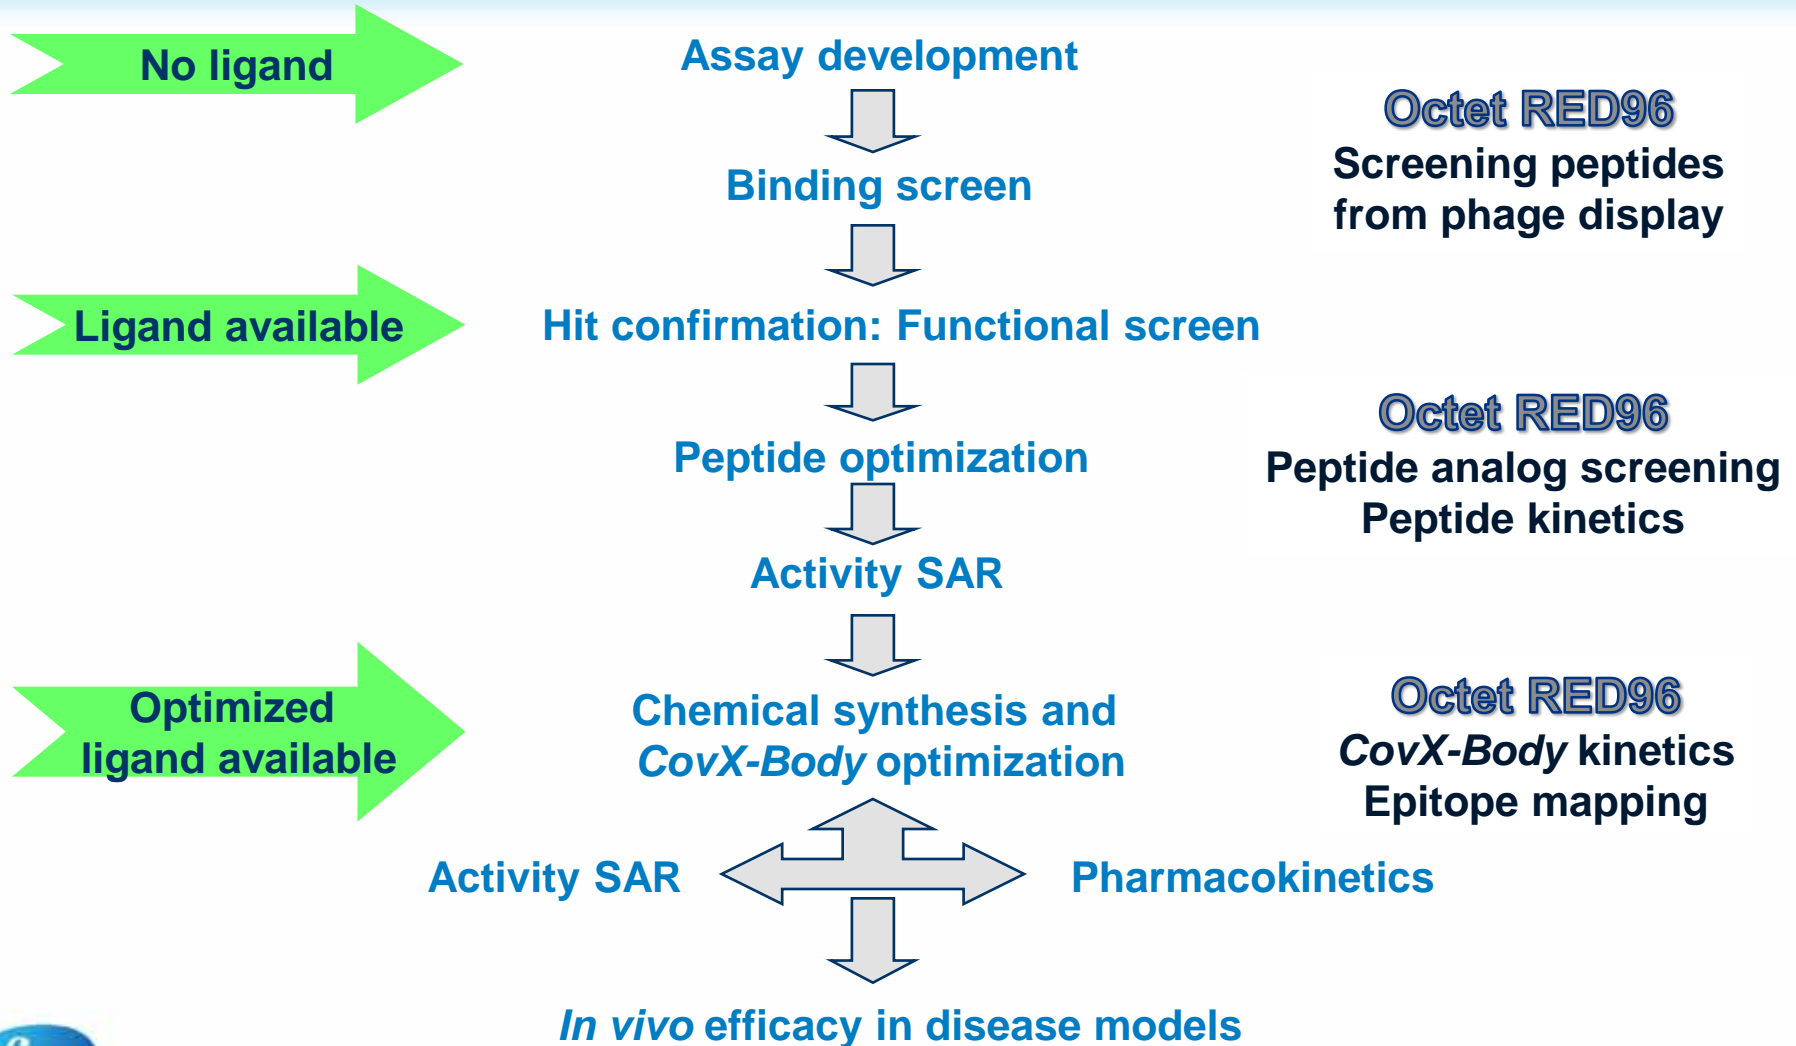 No ligand
Assay development
Octet RED96
Screening peptides
from phage display
Binding screen
Ligand available
Hit confirmation: Functional screen
Octet RED96
Peptide analog screening
Peptide kinetics
Peptide optimization
Activity SAR
Optimized
ligand available
Chemical synthesis and
CovX-Body optimization
Octet RED96
CovX-Body kinetics
Epitope mapping
Activity SAR
Pharmacokinetics
In vivo efficacy in disease models